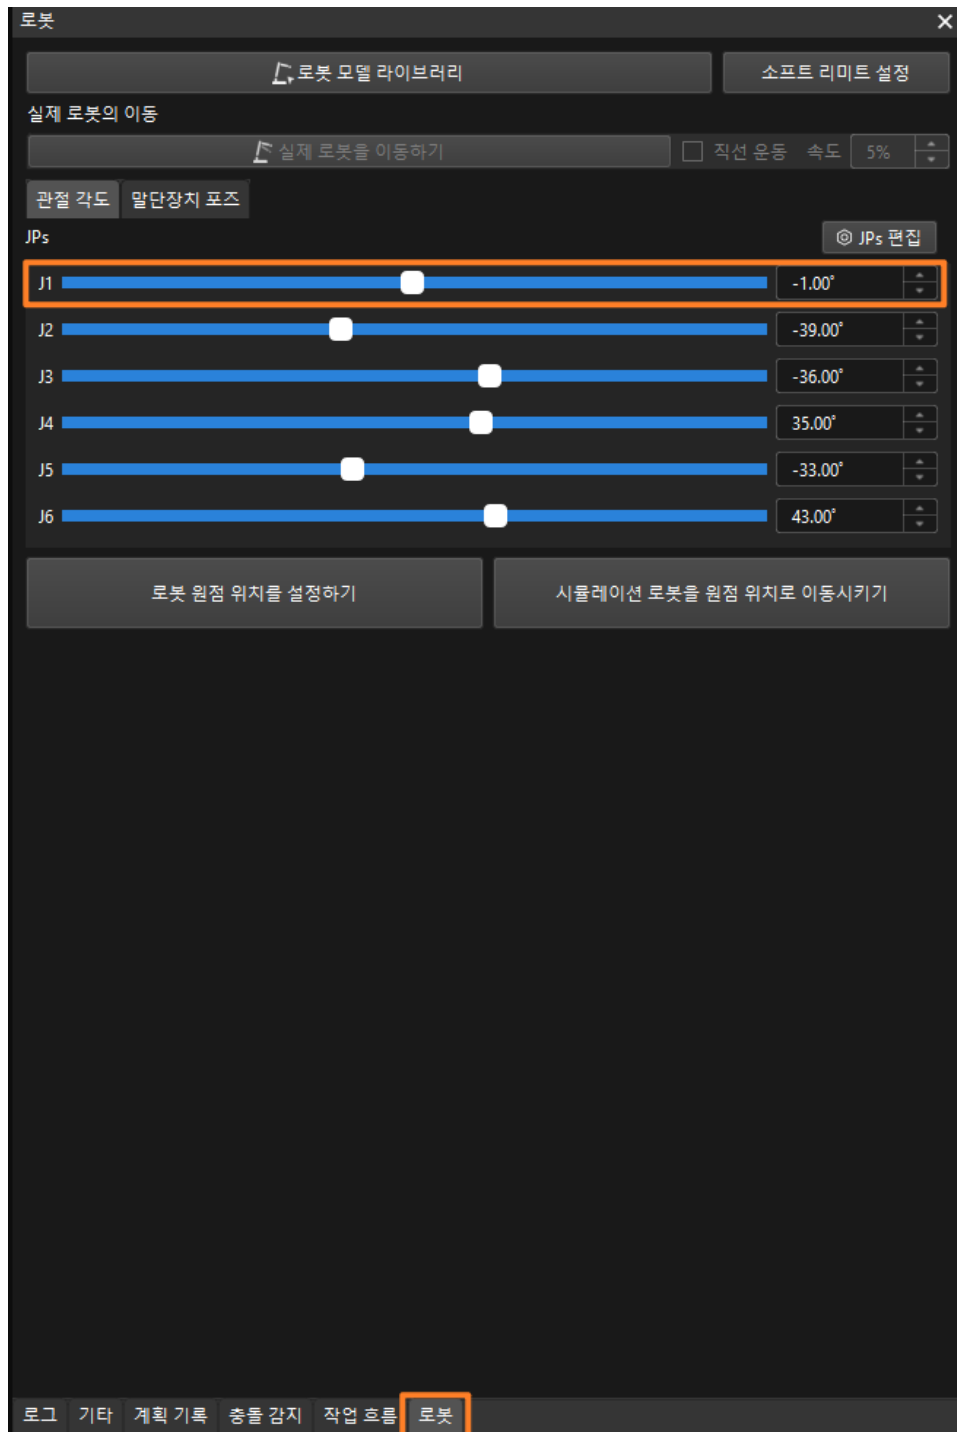 로봇
로봇 모델 라이브러리 소프트 리미트 설정
실제 로봇의 이동
실제 로봇을 이동하기 직선 운동 속도 5%
관절 각도 말단장치 포즈
JPs JPs 편집
J1 -1.00°
J2 -39.00°
J3 -36.00°
J4 35.00°
J5 -33.00°
J6 43.00°
로봇 원점 위치를 설정하기 시뮬레이션 로봇을 원점 위치로 이동시키기
로그 기타 계획 기록 충돌 감지 작업 흐름 로봇